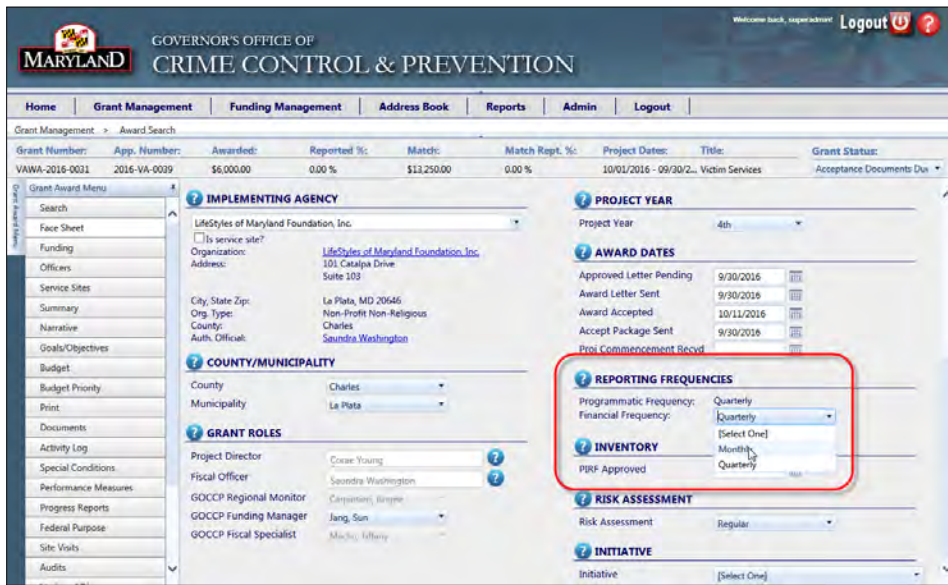 Welcome back, superadmin! Logout
MARYLAND
GOVERNOR'S OFFICE OF
CRIME CONTROL & PREVENTION
Home Grant Management Funding Management Address Book Reports Admin Logout
Grant Management > Award Search
Grant Number: App. Number: Awarded: Reported %: Match: Match Rept. %: Project Dates: Title: Grant Status:
VAWA-2016-0031 2016-VA-0039 $6,000.00 0.00 % $13,250.00 0.00 % 10/01/2016 - 09/30/2... Victim Services Acceptance Documents Due
Grant Award Menu
Grant Award Menu
Search
Face Sheet
Funding
Officers
Service Sites
Summary
Narrative
Goals/Objectives
Budget
Budget Priority
Print
Documents
Activity Log
Special Conditions
Performance Measures
Progress Reports
Federal Purpose
Site Visits
Audits
IMPLEMENTING AGENCY
LifeStyles of Maryland Foundation, Inc.
Is service site?
Organization: LifeStyles of Maryland Foundation, Inc.
Address: 101 Catalpa Drive
Suite 103
City, State Zip: La Plata, MD 20646
Org. Type: Non-Profit Non-Religious
County: Charles
Auth. Official: Saundra Washington
COUNTY/MUNICIPALITY
County Charles
Municipality La Plata
GRANT ROLES
Project Director Corae Young
Fiscal Officer Saundra Washington
GOCCP Regional Monitor
GOCCP Funding Manager Jang, Sun
GOCCP Fiscal Specialist
PROJECT YEAR
Project Year 4th
AWARD DATES
Approved Letter Pending 9/30/2016
Award Letter Sent 9/30/2016
Award Accepted 10/11/2016
Accept Package Sent 9/30/2016
Proj Commencement Recvd
REPORTING FREQUENCIES
Programmatic Frequency: Quarterly
Financial Frequency: Quarterly
[Select One]
Monthly
Quarterly
INVENTORY
PIRF Approved
RISK ASSESSMENT
Risk Assessment Regular
INITIATIVE
Initiative [Select One]